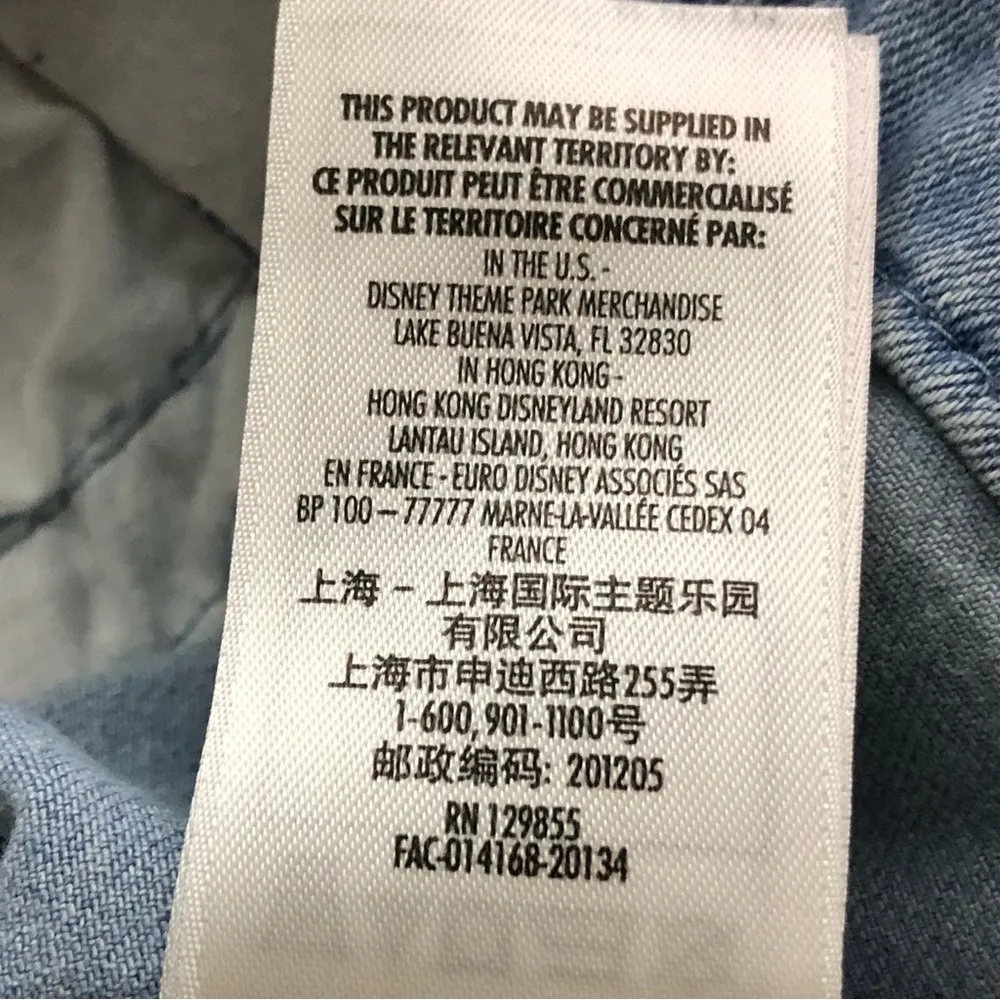 THIS PRODUCT MAY BE SUPPLIED IN
THE RELEVANT TERRITORY BY:
CE PRODUIT PEUT ÊTRE COMMERCIALISÉ
SUR LE TERRITOIRE CONCERNÉ PAR:
IN THE U.S. -
DISNEY THEME PARK MERCHANDISE
LAKE BUENA VISTA, FL 32830
IN HONG KONG -
HONG KONG DISNEYLAND RESORT
LANTAU ISLAND, HONG KONG
EN FRANCE - EURO DISNEY ASSOCIÉS SAS
BP 100 – 77777 MARNE-LA-VALLÉE CEDEX 04
FRANCE
上海 – 上海国际主题乐园
有限公司
上海市申迪西路255弄
1-600, 901-1100号
邮政编码: 201205
RN 129855
FAC-014168-20134